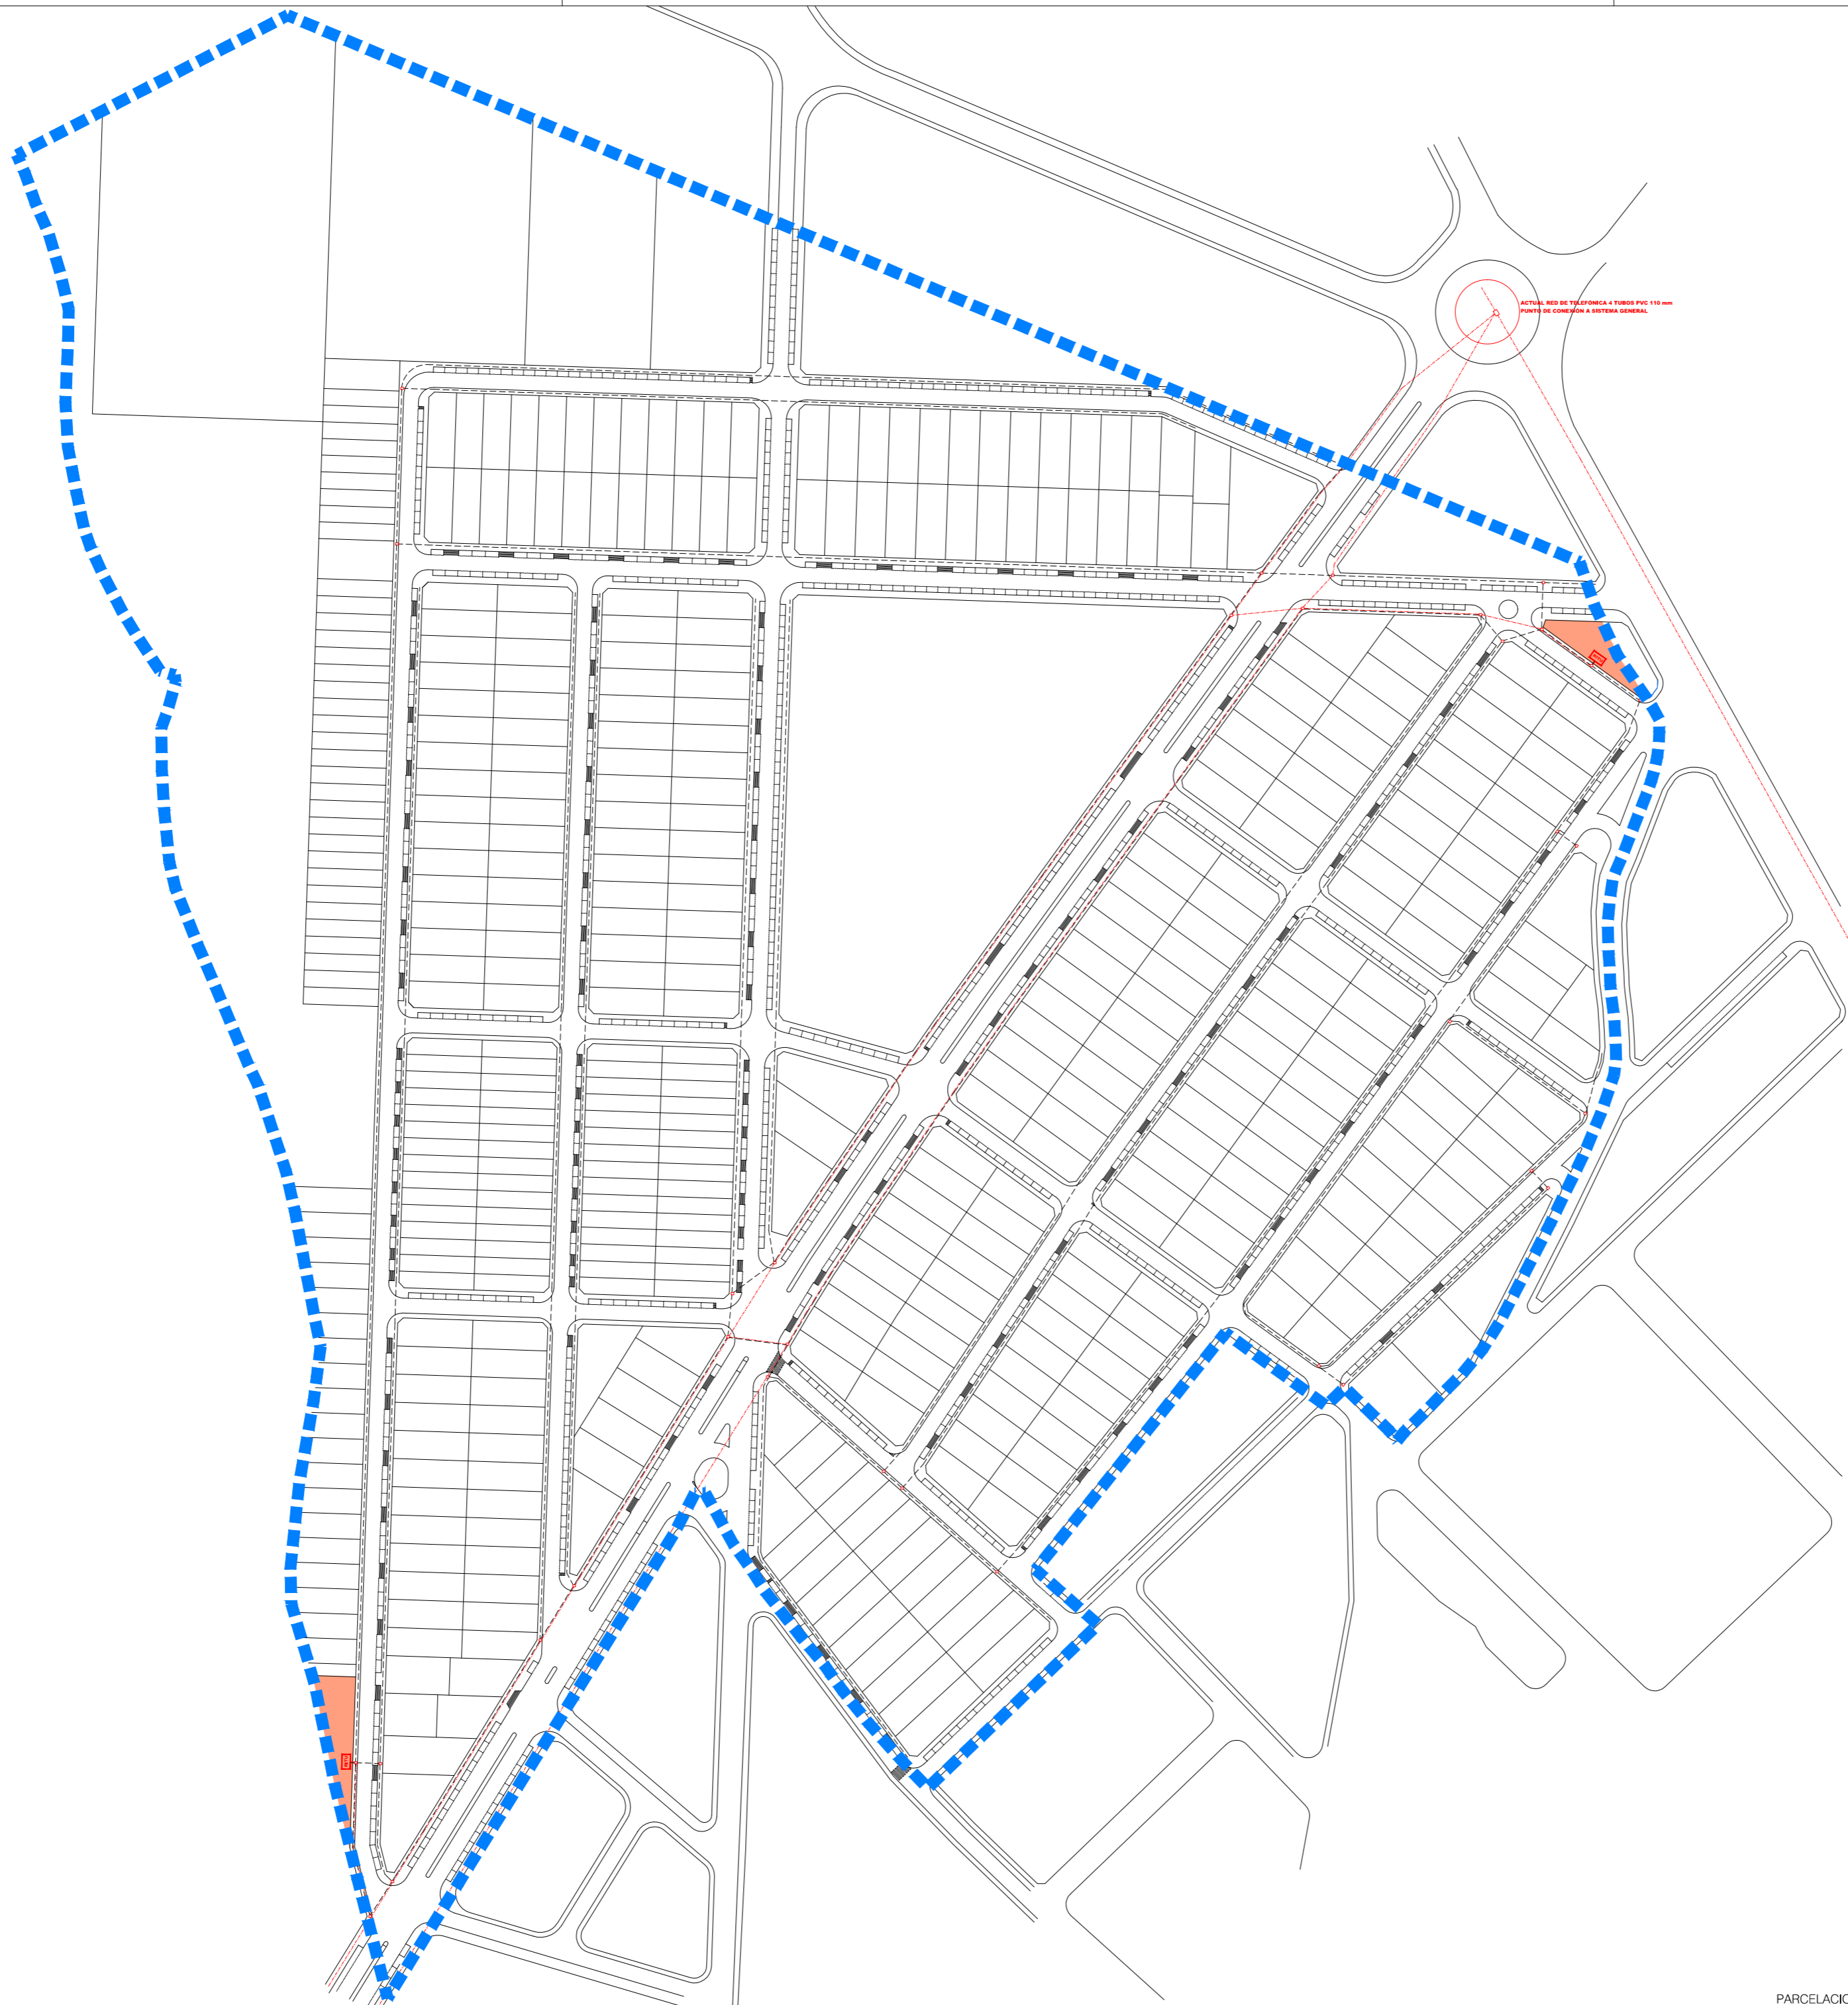 ACTUAL RED DE TELEFÓNICA 4 TUBOS PVC 110 mm
PUNTO DE CONEXIÓN A SISTEMA GENERAL
PARCELACIO